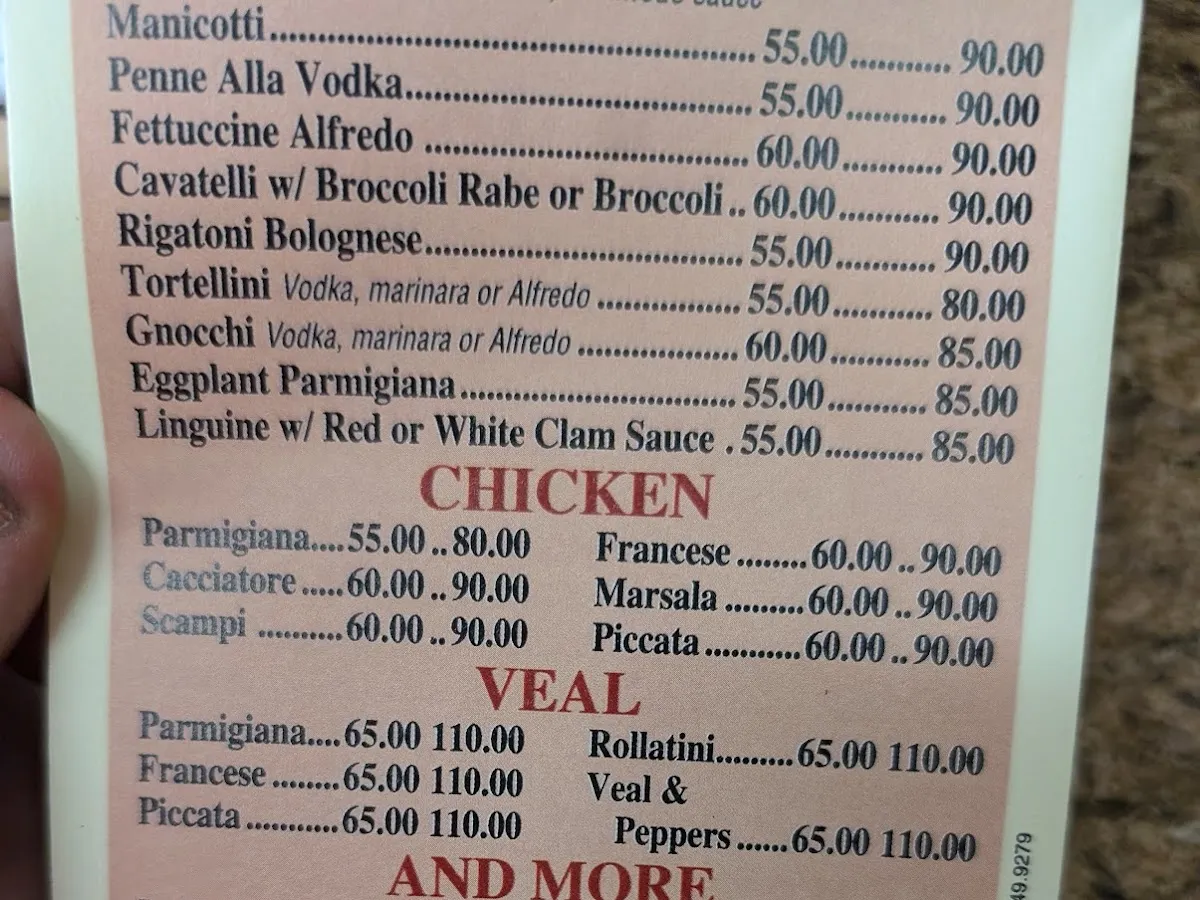 Manicotti.......................................................55.00........... 90.00
Penne Alla Vodka.......................................55.00........... 90.00
Fettuccine Alfredo .....................................60.00........... 90.00
Cavatelli w/ Broccoli Rabe or Broccoli.. 60.00........... 90.00
Rigatoni Bolognese.....................................55.00........... 90.00
Tortellini Vodka, marinara or Alfredo ................55.00........... 80.00
Gnocchi Vodka, marinara or Alfredo ..................60.00........... 85.00
Eggplant Parmigiana................................55.00........... 85.00
Linguine w/ Red or White Clam Sauce .55.00........... 85.00
CHICKEN
Parmigiana....55.00..80.00
Cacciatore.....60.00..90.00
Scampi ..........60.00..90.00
Francese ........60.00..90.00
Marsala .........60.00..90.00
Piccata...........60.00..90.00
VEAL
Parmigiana....65.00 110.00
Francese ........65.00 110.00
Piccata ...........65.00 110.00
Rollatini.........65.00 110.00
Veal &
Peppers ......65.00 110.00
AND MORE
49.9279